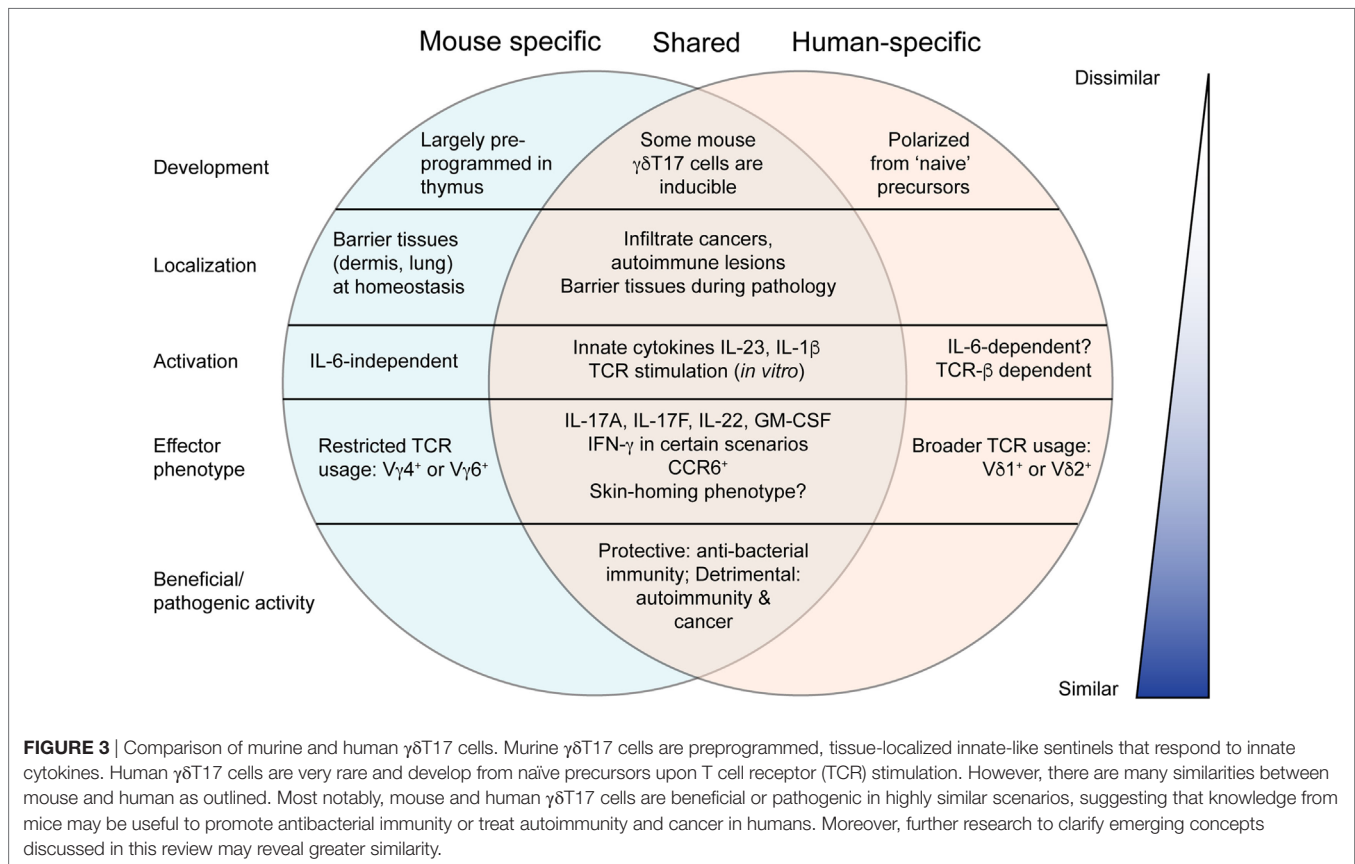 Mouse specific Shared Human-specific
Dissimilar
Development
Largely pre-
programmed in
thymus
Some mouse
γδT17 cells are
inducible
Polarized
from ‘naive’
precursors
Localization
Barrier tissues
(dermis, lung)
at homeostasis
Infiltrate cancers,
autoimmune lesions
Barrier tissues during pathology
Activation
IL-6-independent
Innate cytokines IL-23, IL-1β
TCR stimulation (in vitro)
IL-6-dependent?
TCR-β dependent
Effector
phenotype
Restricted TCR
usage: Vγ4⁺ or Vγ6⁺
IL-17A, IL-17F, IL-22, GM-CSF
IFN-γ in certain scenarios
CCR6⁺
Skin-homing phenotype?
Broader TCR usage:
Vδ1⁺ or Vδ2⁺
Beneficial/
pathogenic activity
Protective: anti-bacterial
immunity; Detrimental:
autoimmunity &
cancer
Similar
FIGURE 3 | Comparison of murine and human γδT17 cells. Murine γδT17 cells are preprogrammed, tissue-localized innate-like sentinels that respond to innate
cytokines. Human γδT17 cells are very rare and develop from naïve precursors upon T cell receptor (TCR) stimulation. However, there are many similarities between
mouse and human as outlined. Most notably, mouse and human γδT17 cells are beneficial or pathogenic in highly similar scenarios, suggesting that knowledge from
mice may be useful to promote antibacterial immunity or treat autoimmunity and cancer in humans. Moreover, further research to clarify emerging concepts
discussed in this review may reveal greater similarity.